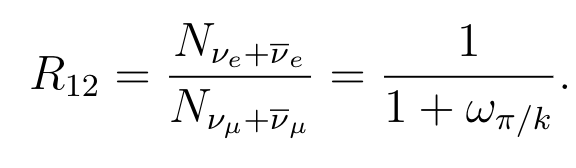 $R_{12} = \frac{N_{\nu_e + \overline{\nu}_e}}{N_{\nu_\mu + \overline{\nu}_\mu}} = \frac{1}{1 + \omega_{\pi/k}}.$